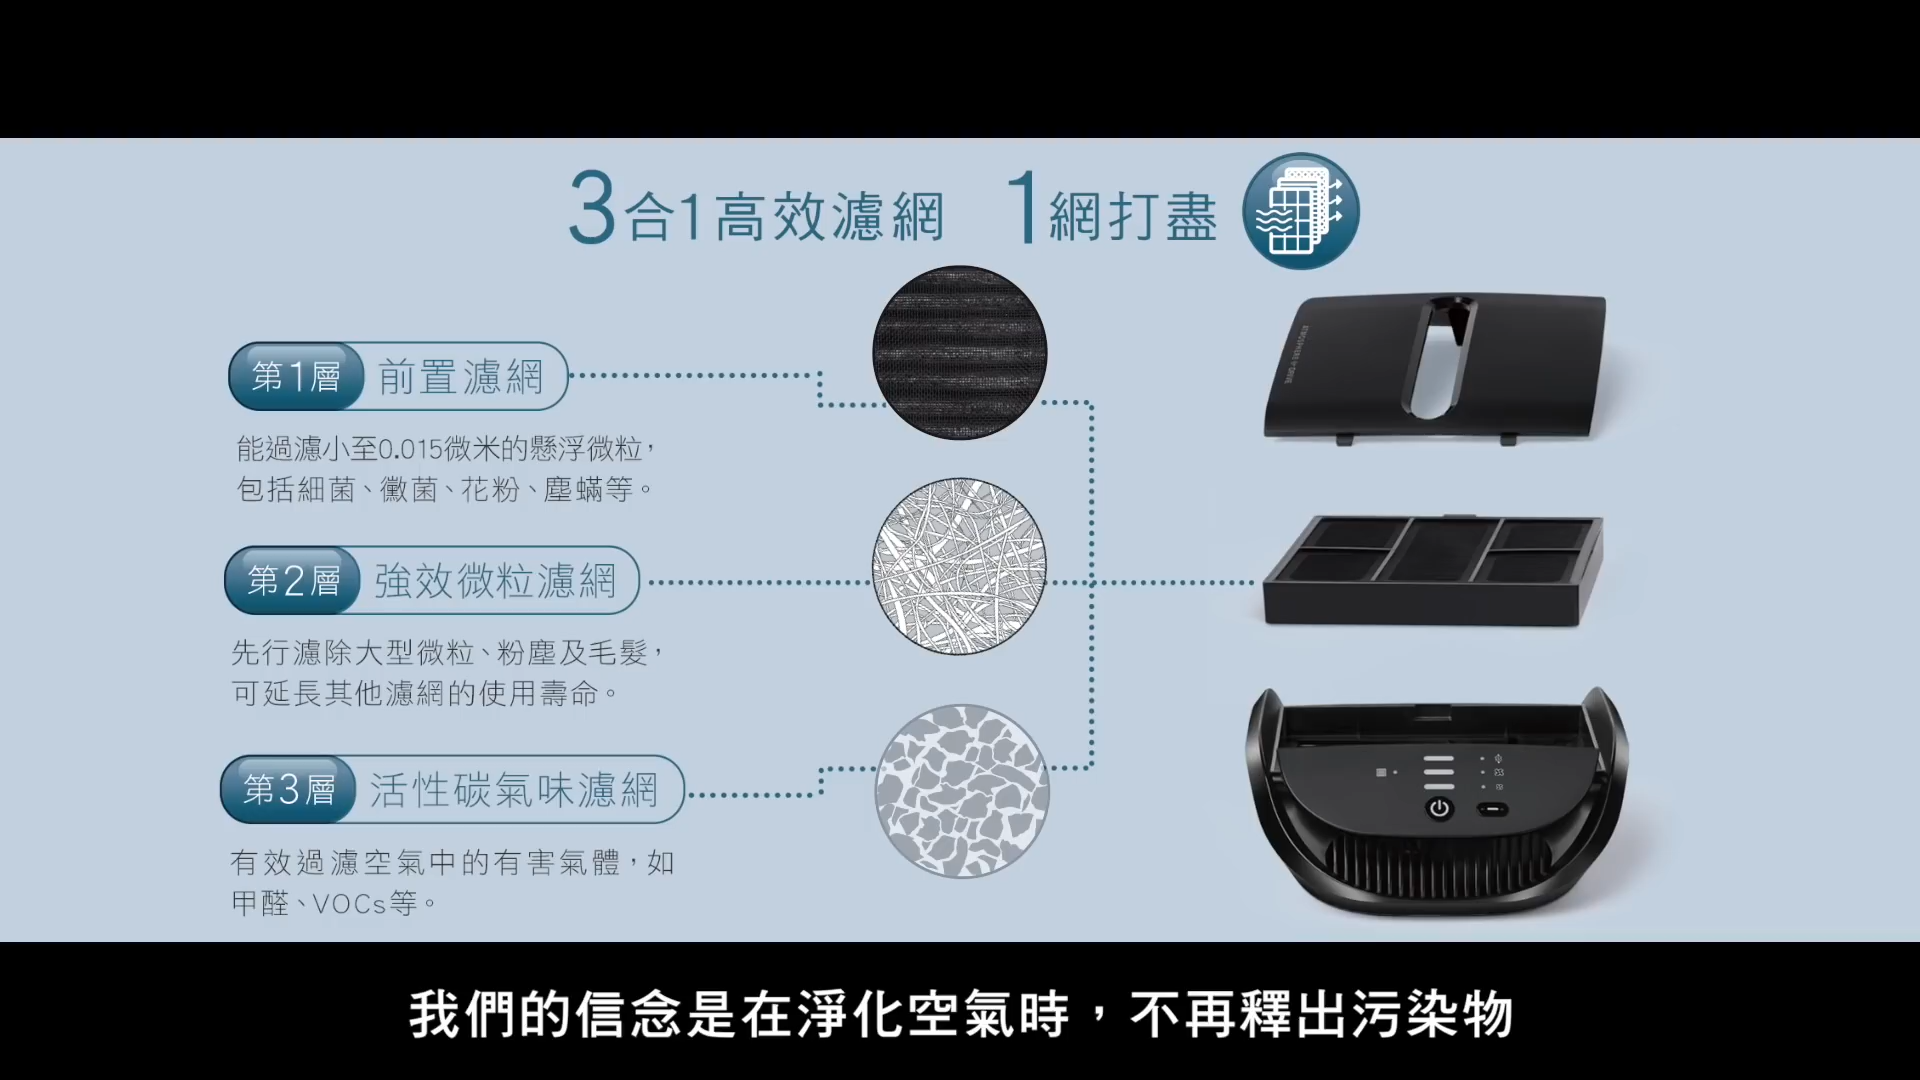 3合1高效濾網 1網打盡
第1層 前置濾網
能過濾小至0.015微米的懸浮微粒，
包括細菌、黴菌、花粉、塵蟎等。
第2層 強效微粒濾網
先行濾除大型微粒、粉塵及毛髮，
可延長其他濾網的使用壽命。
第3層 活性碳氣味濾網
有效過濾空氣中的有害氣體，如
甲醛、VOCs等。
我們的信念是在淨化空氣時，不再釋出污染物